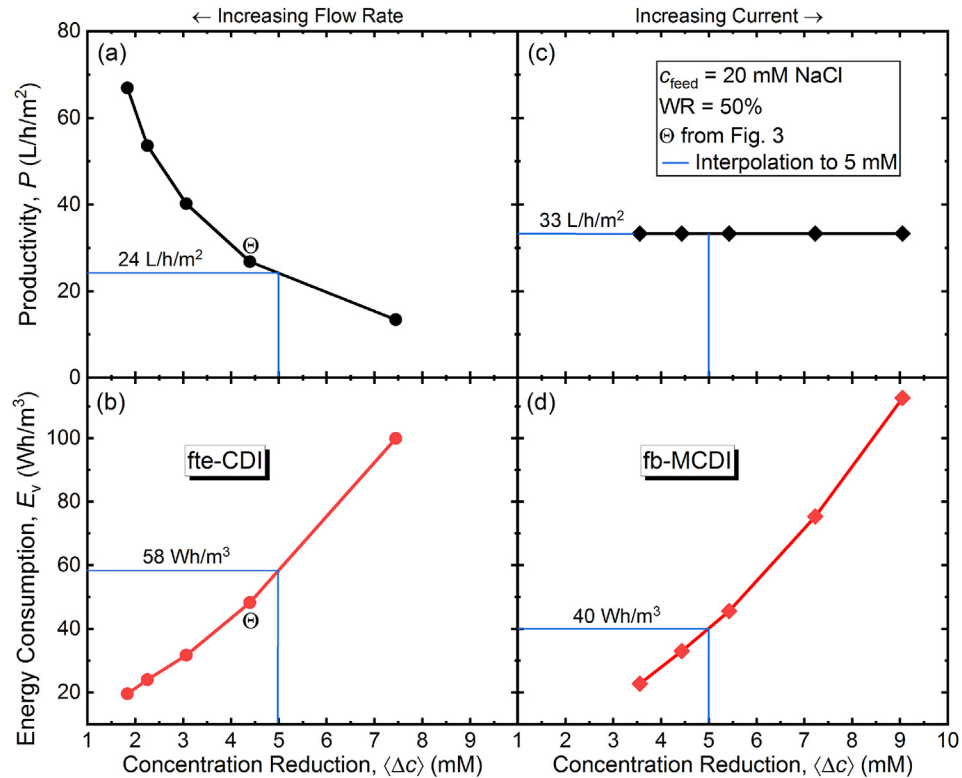 ← Increasing Flow Rate
Increasing Current →
80
60
40
20
0
Productivity, P (L/h/m²)
(a)
Θ
24 L/h/m²
(c)
c_feed = 20 mM NaCl
WR = 50%
Θ from Fig. 3
Interpolation to 5 mM
33 L/h/m²
100
80
60
40
20
Energy Consumption, E_v (Wh/m³)
(b)
fte-CDI
58 Wh/m³
Θ
(d)
fb-MCDI
40 Wh/m³
1 2 3 4 5 6 7 8 9 1 2 3 4 5 6 7 8 9 10
Concentration Reduction, ⟨Δc⟩ (mM)
Concentration Reduction, ⟨Δc⟩ (mM)